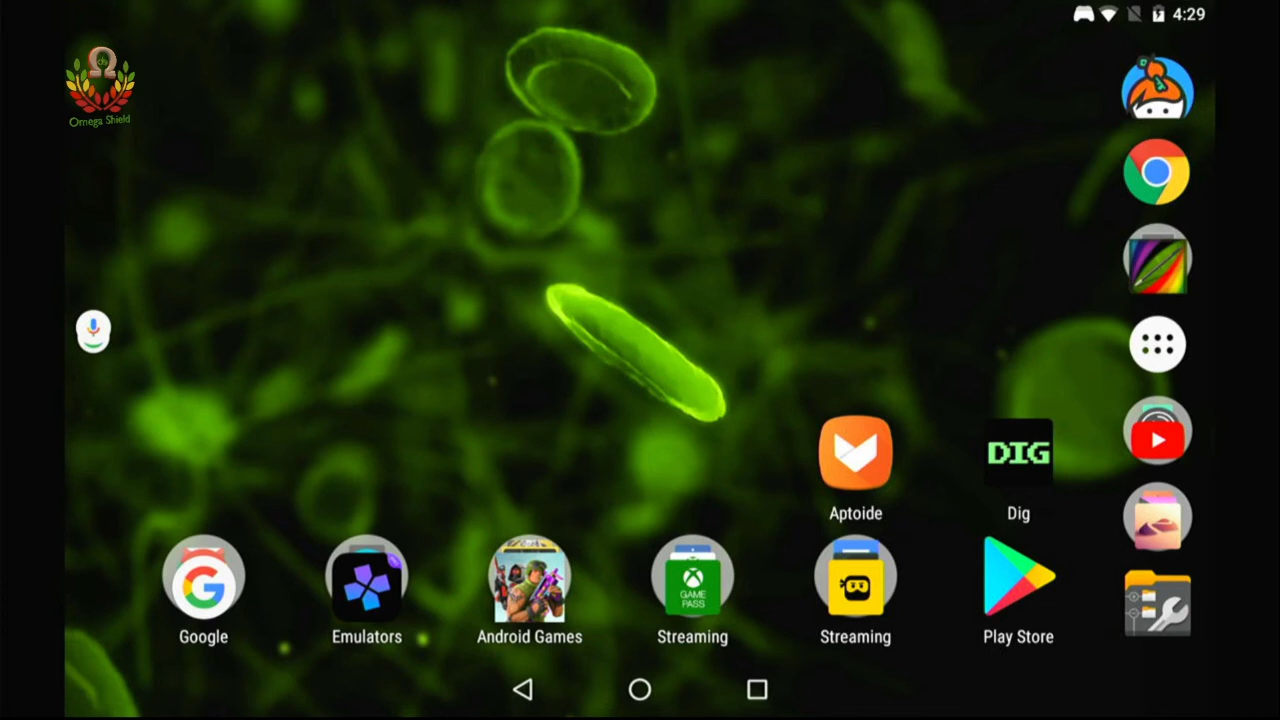 4:29
Omega Shield
DIG
Aptoide
Dig
G
GAME
PASS
Google
Emulators
Android Games
Streaming
Streaming
Play Store